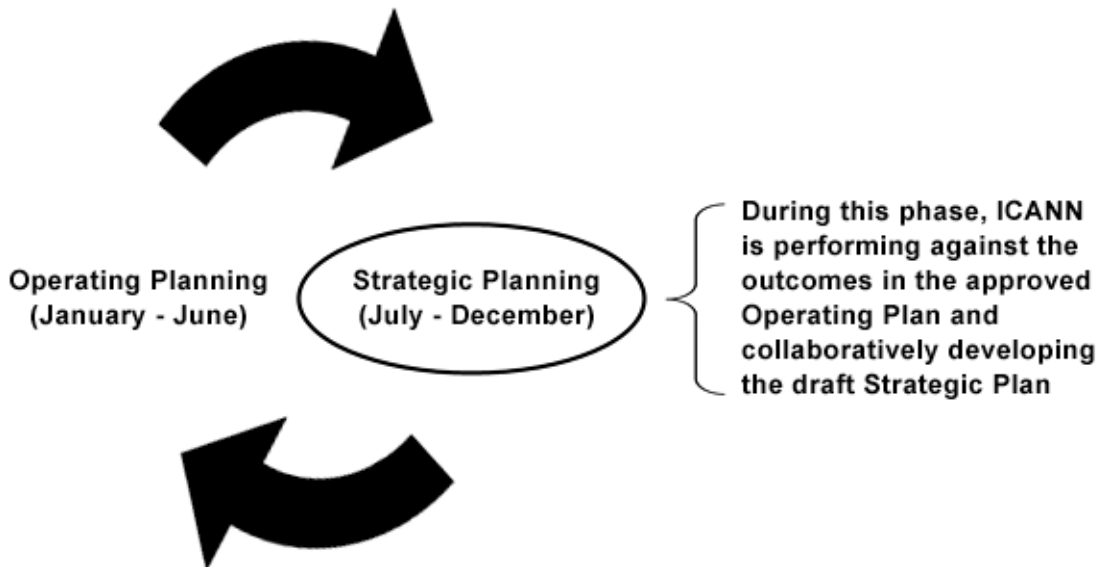 Operating Planning
(January - June)
Strategic Planning
(July - December)
During this phase, ICANN
is performing against the
outcomes in the approved
Operating Plan and
collaboratively developing
the draft Strategic Plan